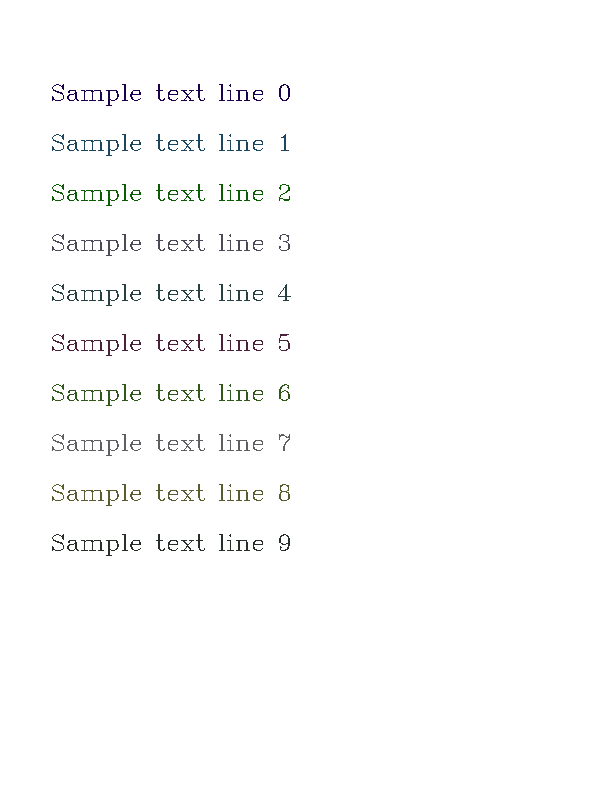 Sample text line 0
Sample text line 1
Sample text line 2
Sample text line 3
Sample text line 4
Sample text line 5
Sample text line 6
Sample text line 7
Sample text line 8
Sample text line 9